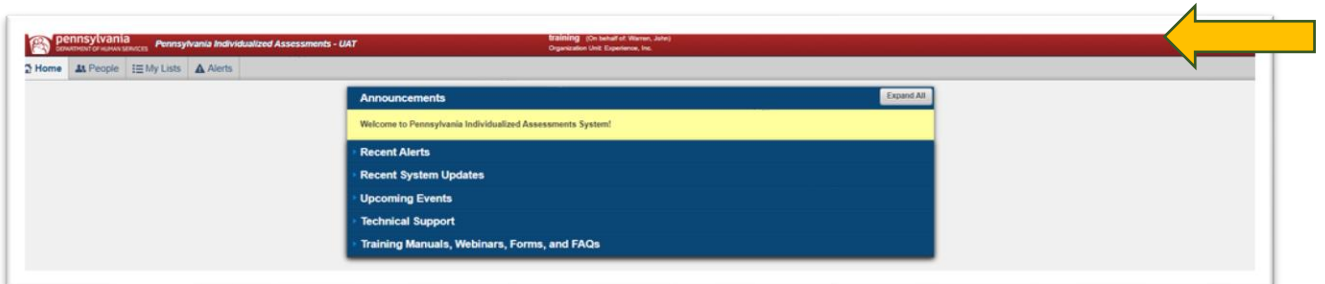 pennsylvania
DEPARTMENT OF HUMAN SERVICES
Pennsylvania Individualized Assessments - UAT
training (On behalf of: Warren, John)
Organization Unit: Experience, Inc.
Home People My Lists Alerts
Announcements Expand All
Welcome to Pennsylvania Individualized Assessments System!
Recent Alerts
Recent System Updates
Upcoming Events
Technical Support
Training Manuals, Webinars, Forms, and FAQs